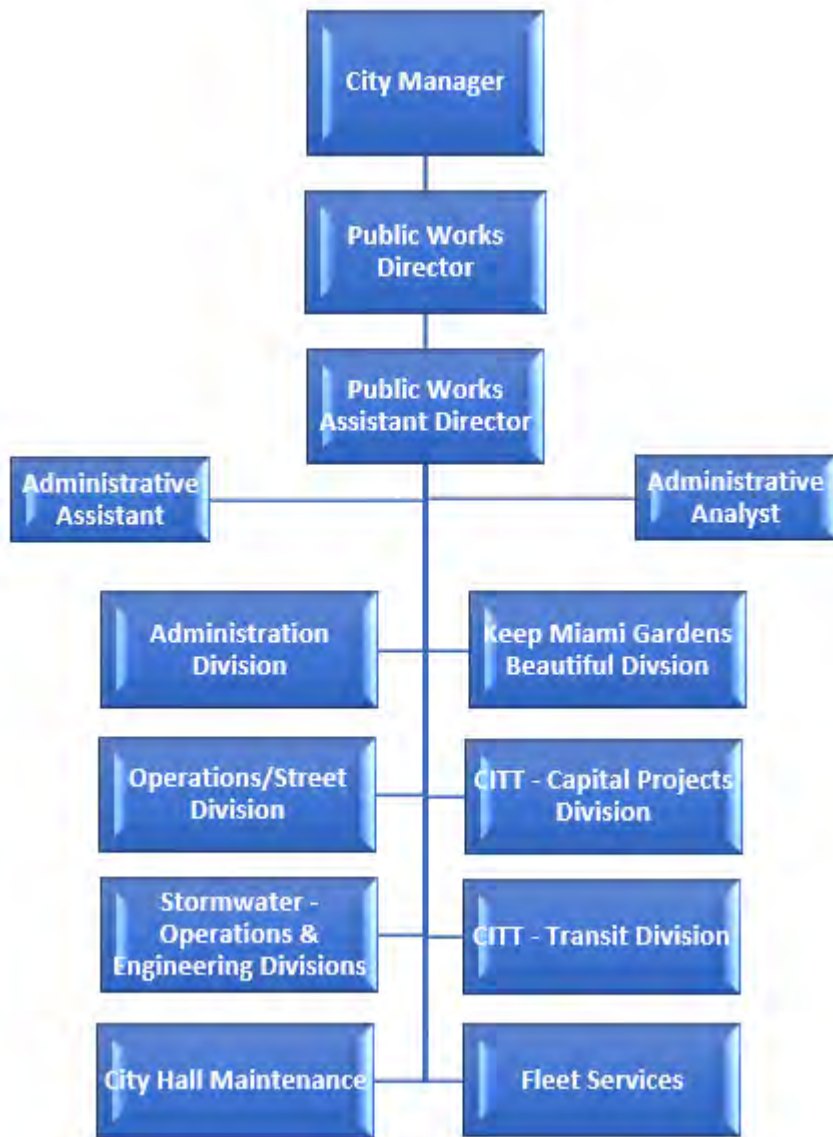 City Manager
Public Works
Director
Public Works
Assistant Director
Administrative
Assistant
Administrative
Analyst
Administration
Division
Keep Miami Gardens
Beautiful Divsion
Operations/Street
Division
CITT - Capital Projects
Division
Stormwater -
Operations &
Engineering Divisions
CITT - Transit Division
City Hall Maintenance
Fleet Services